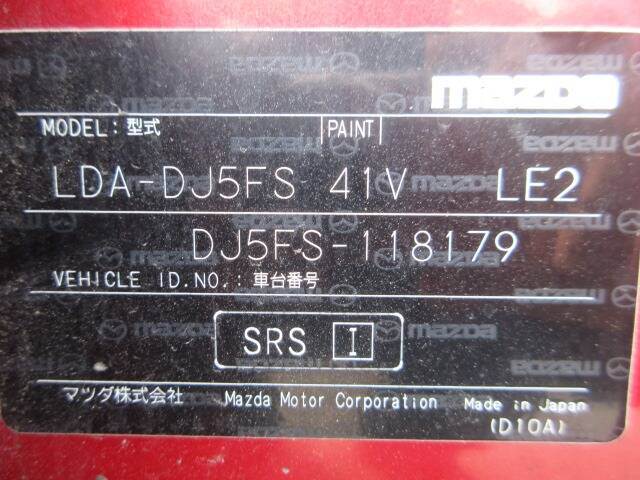 mazda
MODEL: 型式 PAINT
LDA-DJ5FS 41V LE2
DJ5FS-118179
VEHICLE ID.NO.: 車台番号
SRS I
マツダ株式会社 Mazda Motor Corporation Made in Japan
(D10A)